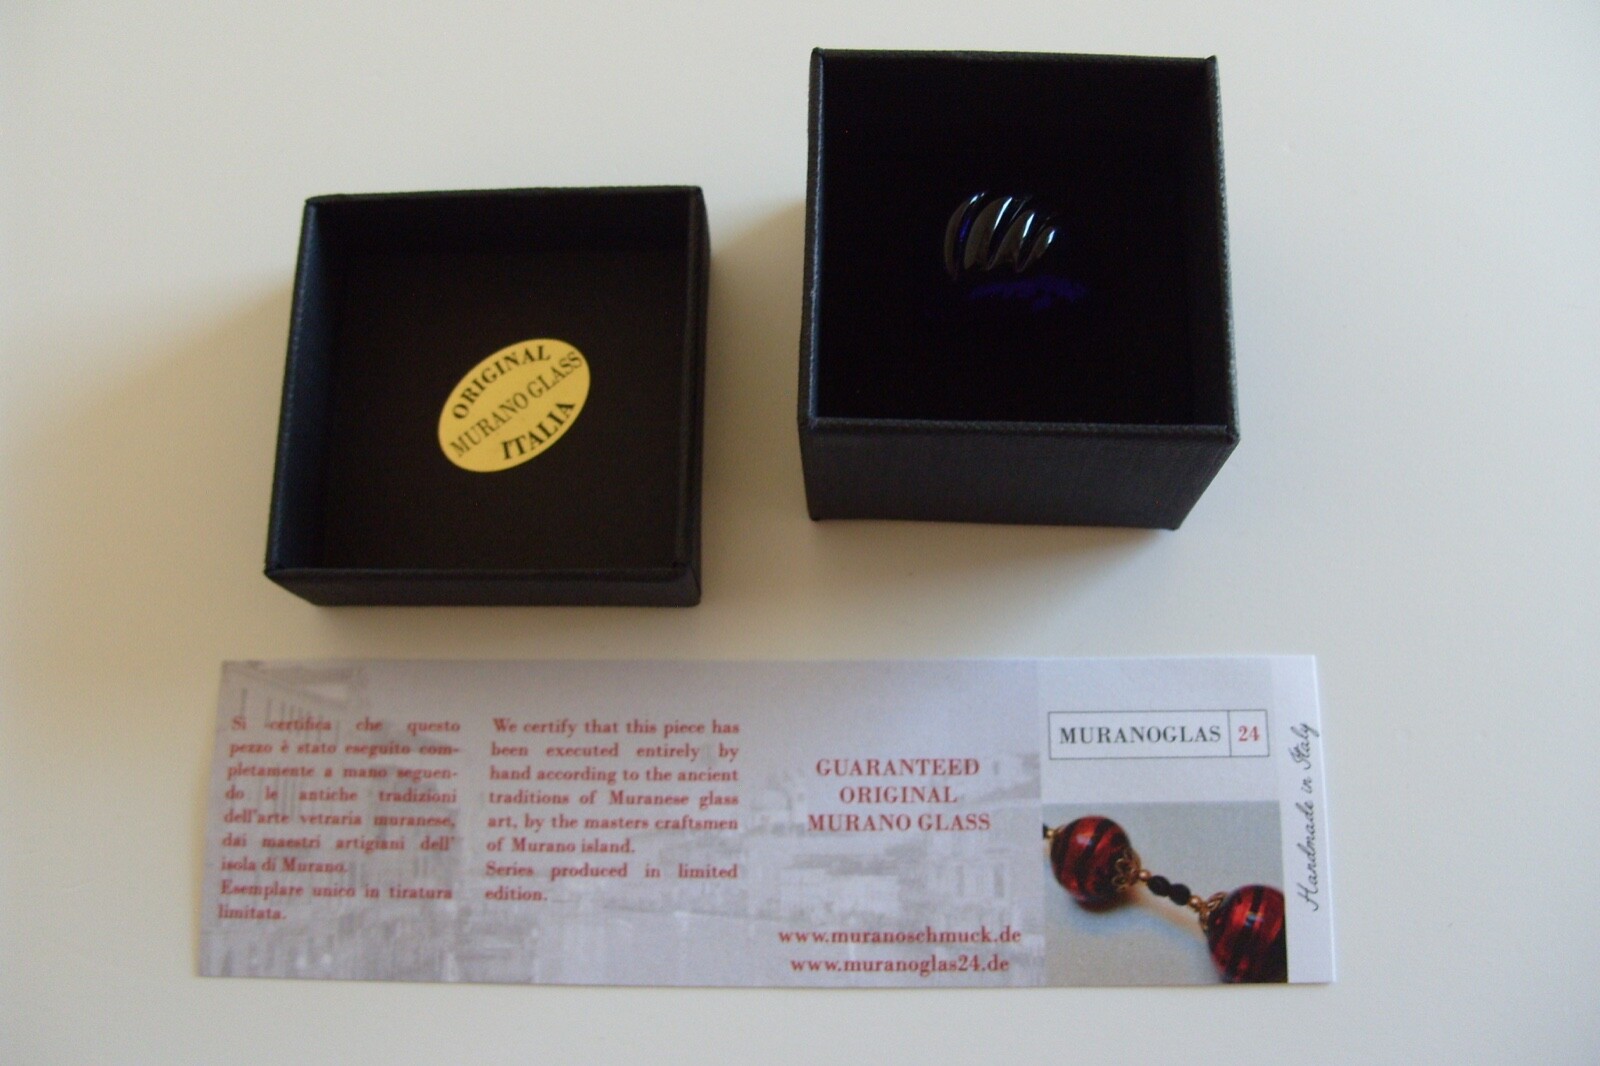 ORIGINAL
MURANO GLASS
ITALIA
Si certifica che questo
pezzo è stato eseguito com-
pletamente a mano seguen-
do le antiche tradizioni
dell'arte vetraria muranese,
dai maestri artigiani dell'
isola di Murano.
Esemplare unico in tiratura
limitata.
We certify that this piece has
been executed entirely by
hand according to the ancient
traditions of Muranese glass
art, by the masters craftsmen
of Murano island.
Series produced in limited
edition.
GUARANTEED
ORIGINAL
MURANO GLASS
www.muranoschmuck.de
www.muranoglas24.de
MURANOGLAS 24
Handmade in Italy